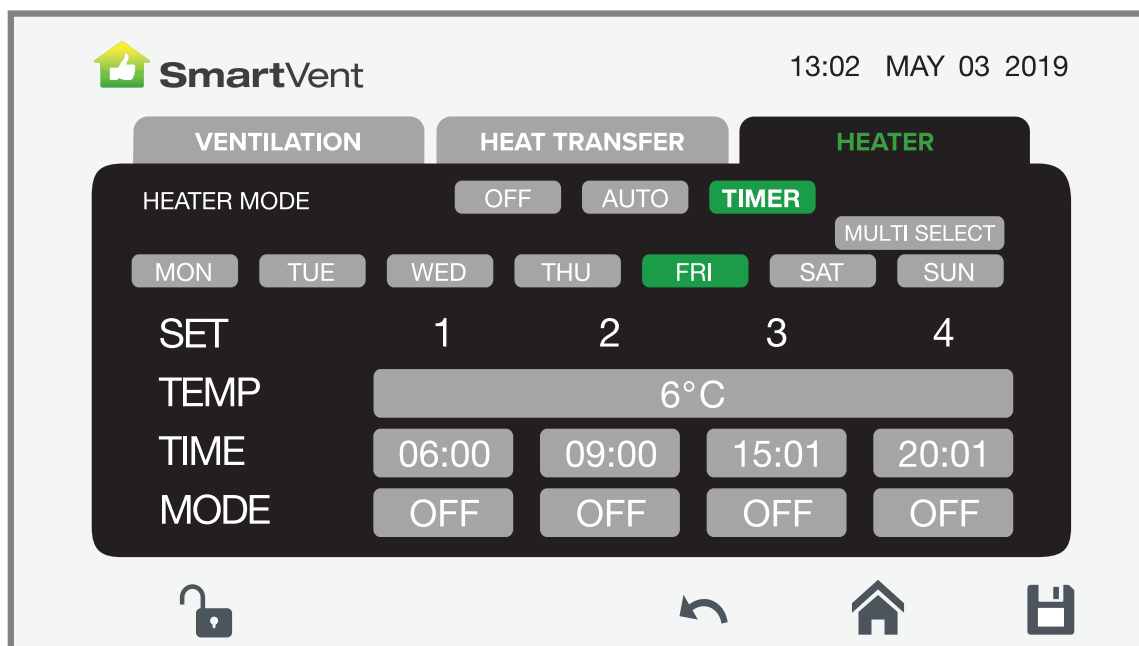 SmartVent 13:02 MAY 03 2019
VENTILATION HEAT TRANSFER HEATER
HEATER MODE OFF AUTO TIMER
MULTI SELECT
MON TUE WED THU FRI SAT SUN
SET 1 2 3 4
TEMP 6°C
TIME 06:00 09:00 15:01 20:01
MODE OFF OFF OFF OFF